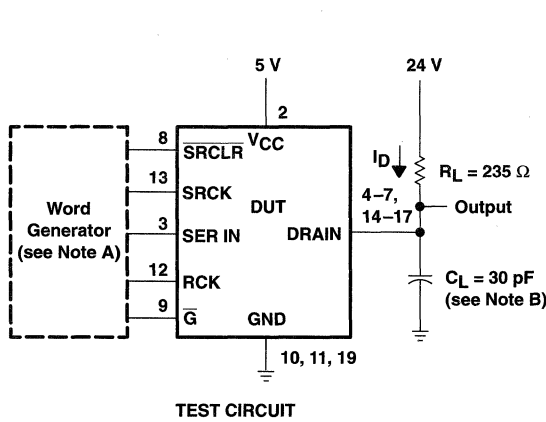 5 V
24 V
2
8
SRCLR
VCC
ID
RL = 235 Ω
13
SRCK
4–7,
14–17
Output
Word
Generator
(see Note A)
DUT
3
SER IN
DRAIN
12
RCK
CL = 30 pF
(see Note B)
9
G
GND
10, 11, 19
TEST CIRCUIT